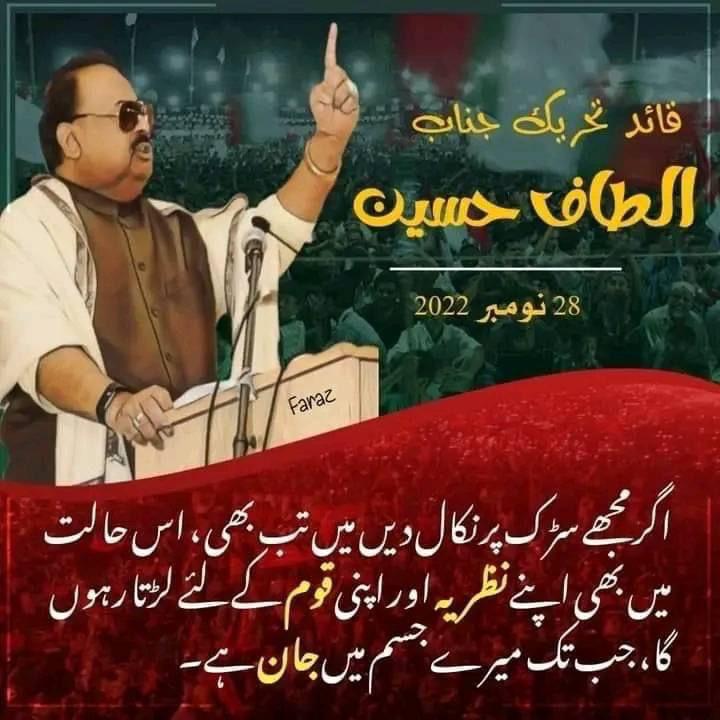 قائد تحریک جناب
الطاف حسین
28 نومبر 2022
Faraz
اگر مجھے سڑک پر نکال دیں میں تب بھی، اس حالت
میں بھی اپنے نظریہ اور اپنی قوم کے لئے لڑتا رہوں
گا، جب تک میرے جسم میں جان ہے۔